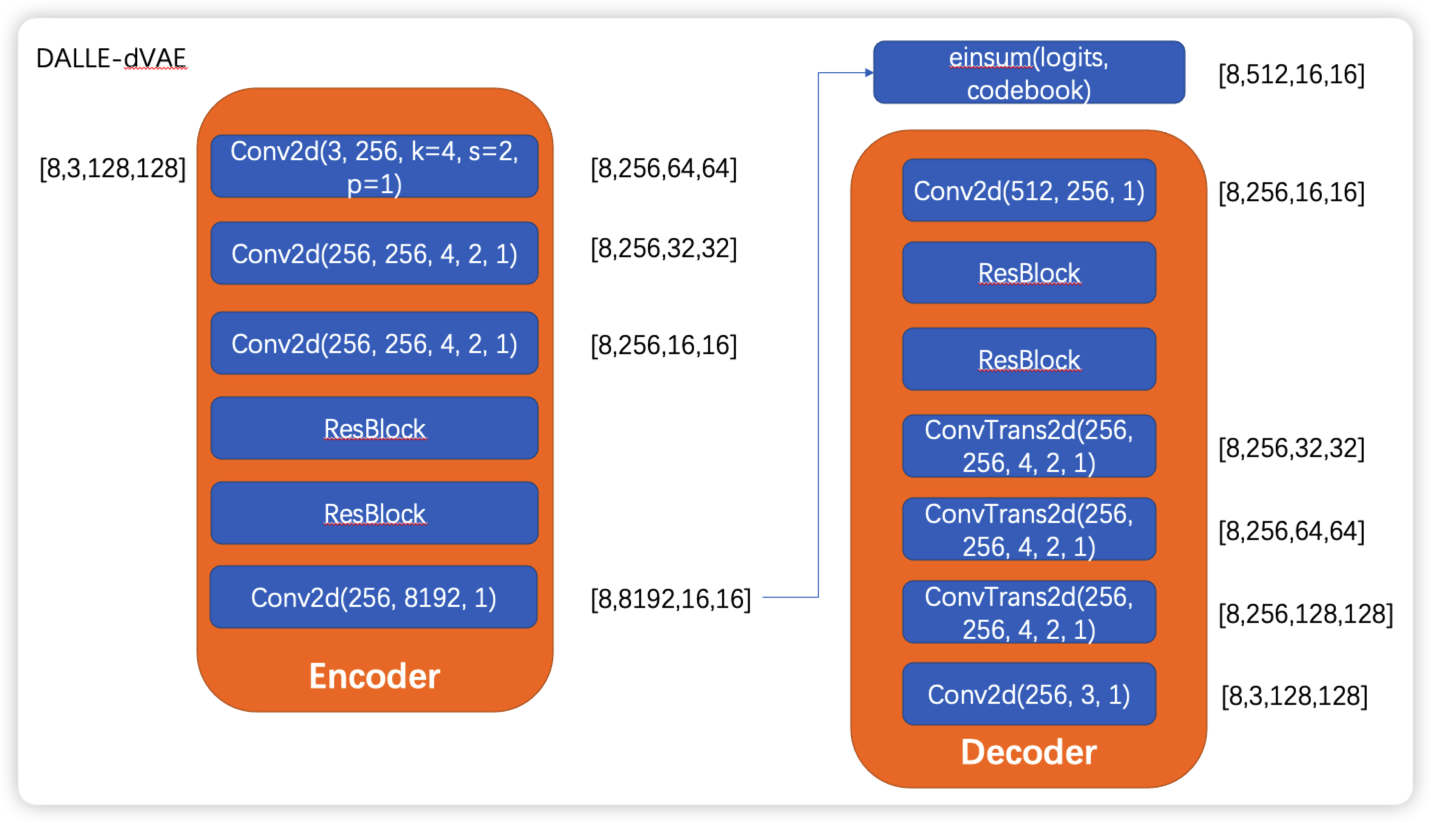 DALLE-dVAE
[8,3,128,128]
Conv2d(3, 256, k=4, s=2,
p=1)
[8,256,64,64]
Conv2d(256, 256, 4, 2, 1)
[8,256,32,32]
Conv2d(256, 256, 4, 2, 1)
[8,256,16,16]
ResBlock
ResBlock
Conv2d(256, 8192, 1)
[8,8192,16,16]
Encoder
einsum(logits,
codebook)
[8,512,16,16]
Conv2d(512, 256, 1)
[8,256,16,16]
ResBlock
ResBlock
ConvTrans2d(256,
256, 4, 2, 1)
[8,256,32,32]
ConvTrans2d(256,
256, 4, 2, 1)
[8,256,64,64]
ConvTrans2d(256,
256, 4, 2, 1)
[8,256,128,128]
Conv2d(256, 3, 1)
[8,3,128,128]
Decoder